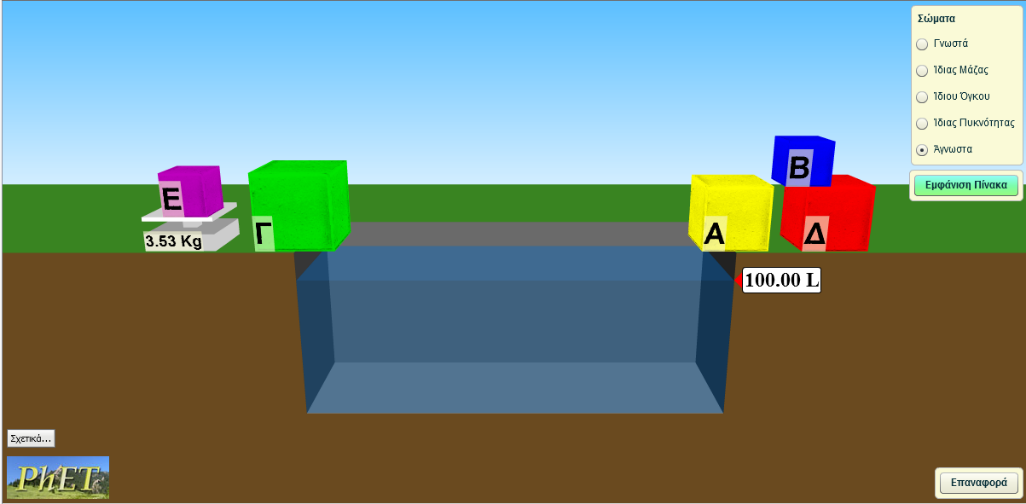 Σώματα
Γνωστά
Ίδιας Μάζας
Ίδιου Όγκου
Ίδιας Πυκνότητας
Άγνωστα
Εμφάνιση Πίνακα
B
E
Γ
A
Δ
3.53 Kg
100.00 L
Σχετικά...
PhET
Επαναφορά